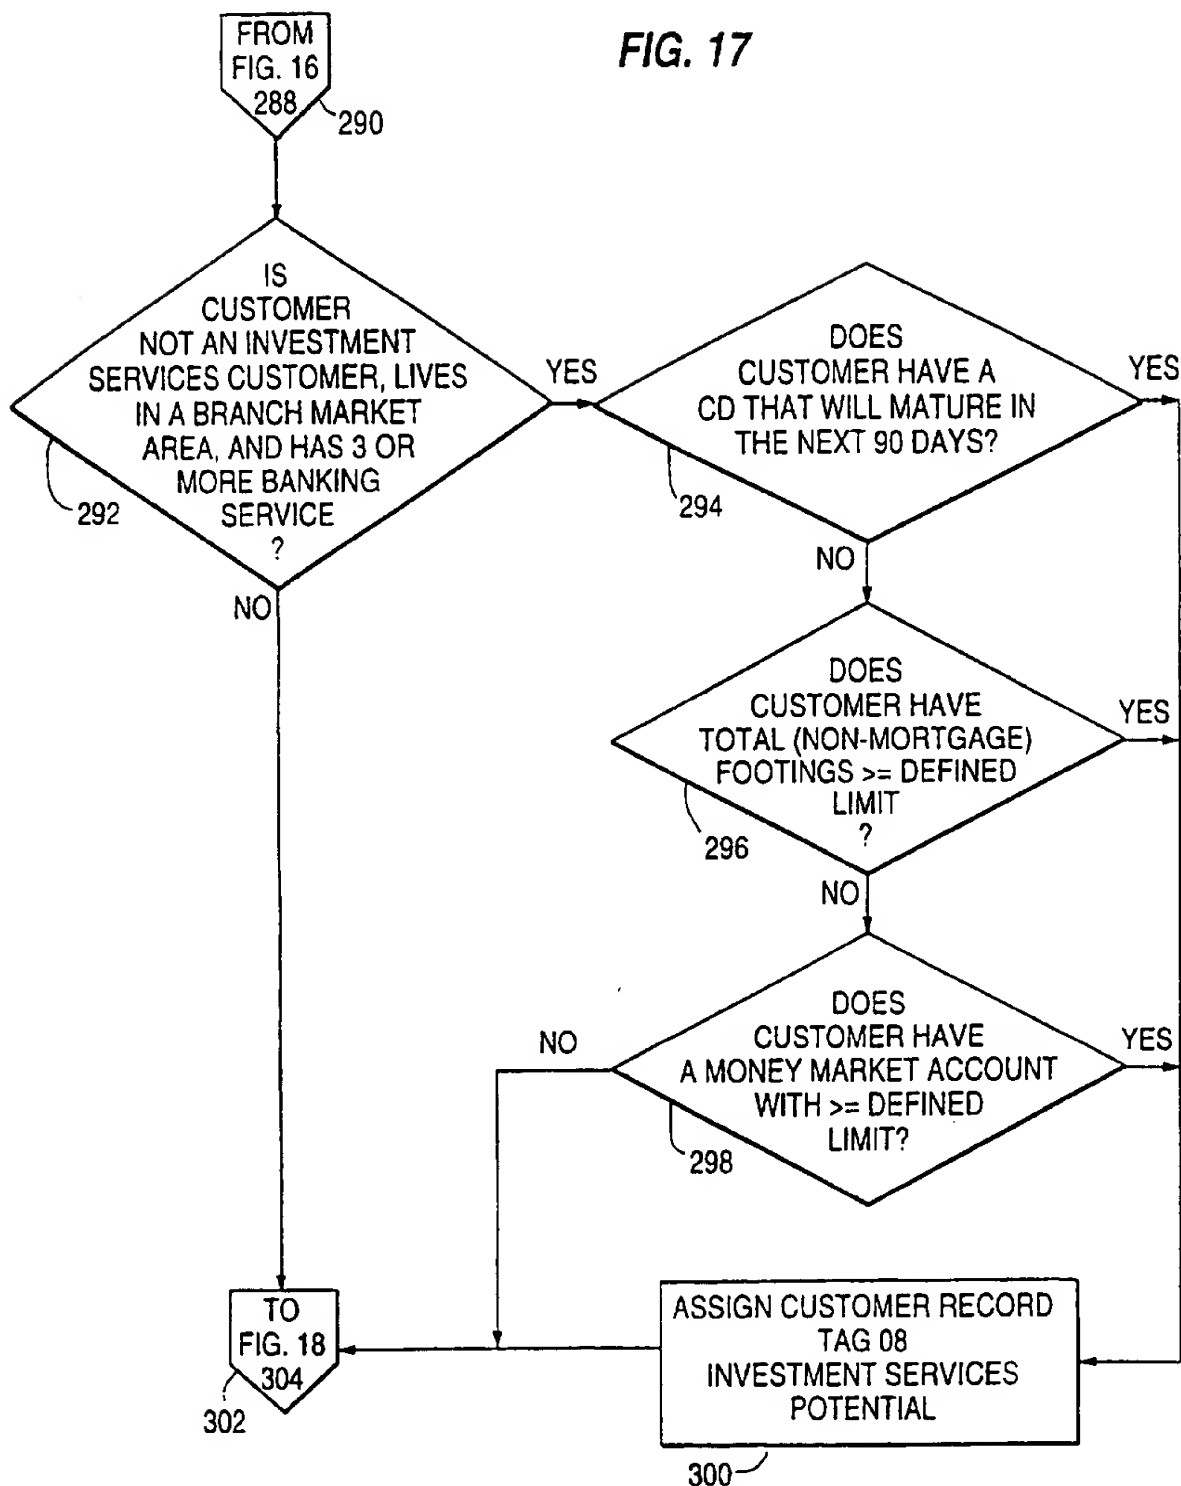 FROM
FIG. 16
288
290
FIG. 17
IS
CUSTOMER
NOT AN INVESTMENT
SERVICES CUSTOMER, LIVES
IN A BRANCH MARKET
AREA, AND HAS 3 OR
MORE BANKING
SERVICE
?
292
YES
NO
DOES
CUSTOMER HAVE A
CD THAT WILL MATURE IN
THE NEXT 90 DAYS?
294
YES
NO
DOES
CUSTOMER HAVE
TOTAL (NON-MORTGAGE)
FOOTINGS >= DEFINED
LIMIT
?
296
YES
NO
DOES
CUSTOMER HAVE
A MONEY MARKET ACCOUNT
WITH >= DEFINED
LIMIT?
298
NO
YES
ASSIGN CUSTOMER RECORD
TAG 08
INVESTMENT SERVICES
POTENTIAL
300
TO
FIG. 18
304
302